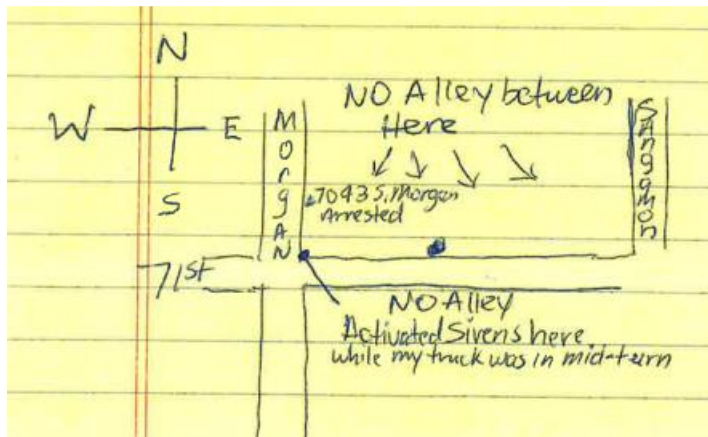 N
W E
S
MorgAN
NO Alley between
Here
SAnggmon
7043 S. Morgan
Arrested
71st
NO Alley
Activated Sirens here
while my truck was in mid-turn